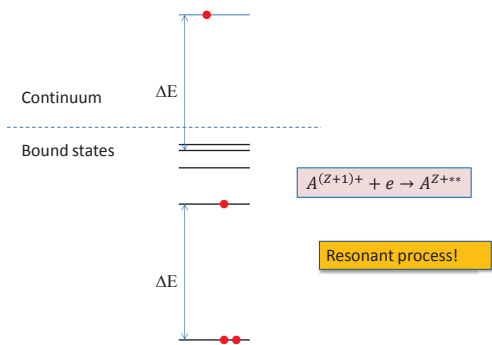 ΔE
Continuum
Bound states
A^{(Z+1)+} + e → A^{Z+**}
Resonant process!
ΔE